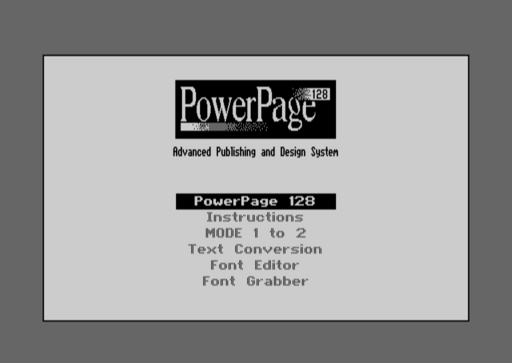 PowerPage 128
Advanced Publishing and Design System
PowerPage 128
Instructions
MODE 1 to 2
Text Conversion
Font Editor
Font Grabber